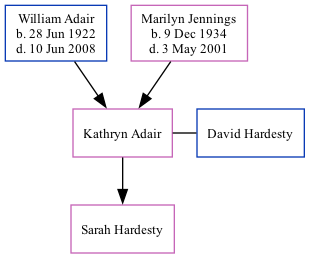 William Adair
b. 28 Jun 1922
d. 10 Jun 2008
Marilyn Jennings
b. 9 Dec 1934
d. 3 May 2001
Kathryn Adair
David Hardesty
Sarah Hardesty